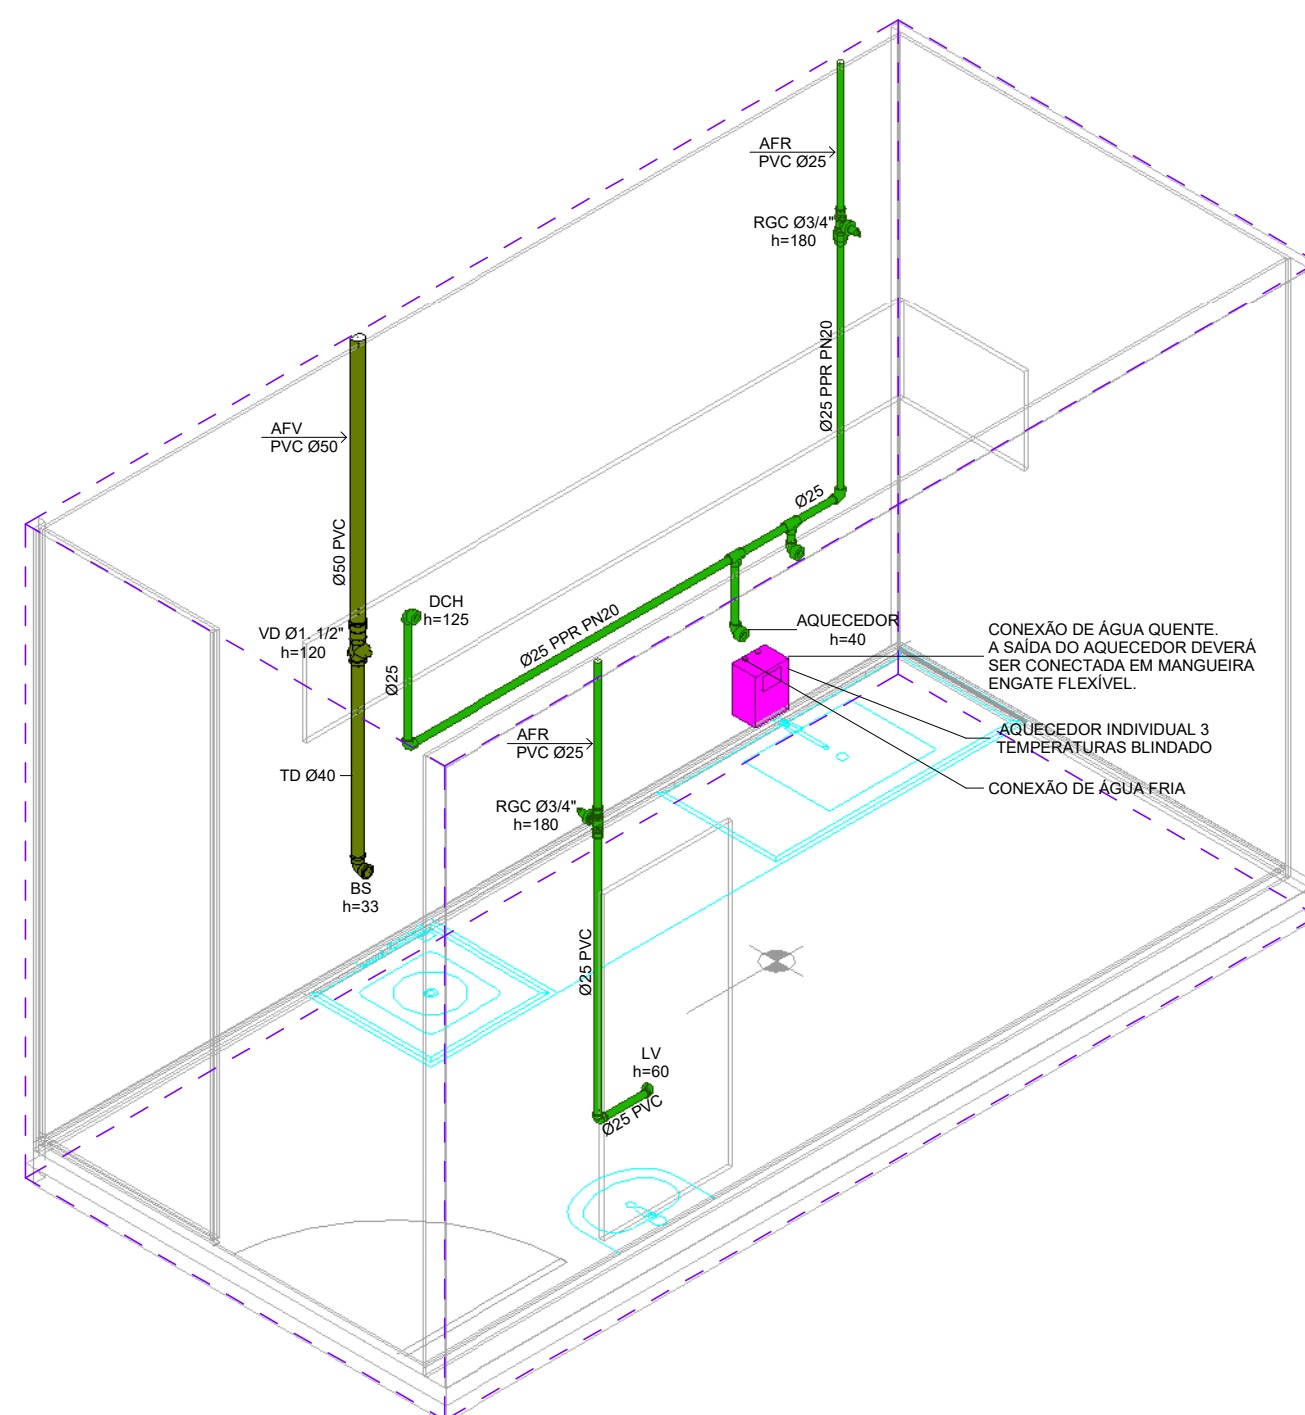 AFR
PVC Ø25
RGC Ø3/4"
h=180
Ø25 PPR PN20
Ø25
AFV
PVC Ø50
Ø50 PVC
VD Ø1. 1/2"
h=120
DCH
h=125
Ø25
Ø25 PPR PN20
AQUECEDOR
h=40
CONEXÃO DE ÁGUA QUENTE.
A SAÍDA DO AQUECEDOR DEVERÁ
SER CONECTADA EM MANGUEIRA
ENGATE FLEXÍVEL.
AQUECEDOR INDIVIDUAL 3
TEMPERATURAS BLINDADO
CONEXÃO DE ÁGUA FRIA
AFR
PVC Ø25
TD Ø40
RGC Ø3/4"
h=180
BS
h=33
Ø25 PVC
LV
h=60
Ø25 PVC